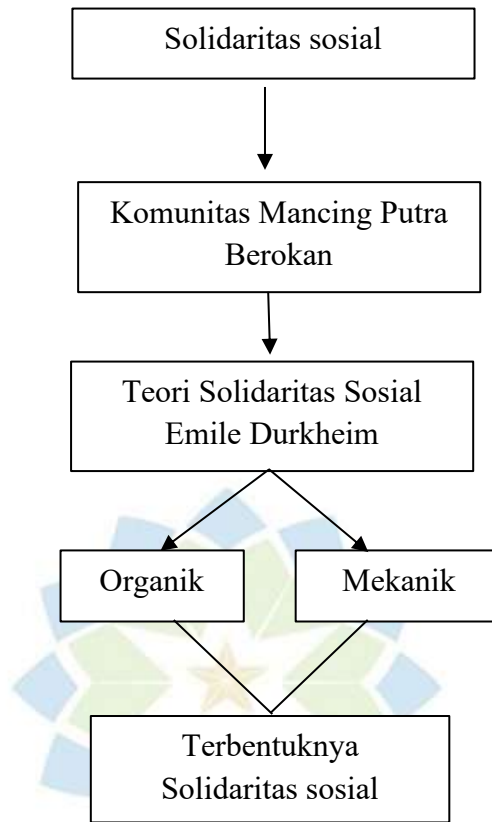 Solidaritas sosial
Komunitas Mancing Putra
Berokan
Teori Solidaritas Sosial
Emile Durkheim
Organik
Mekanik
Terbentuknya
Solidaritas sosial